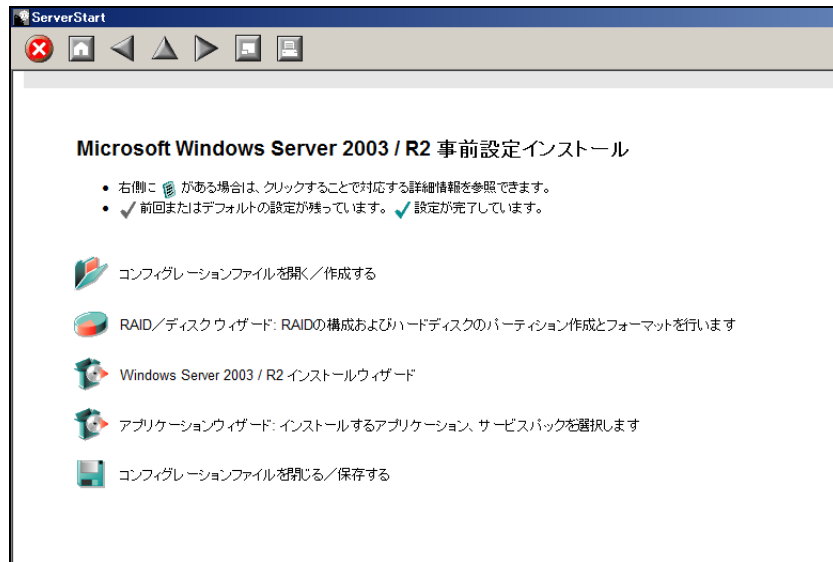 ServerStart
Microsoft Windows Server 2003 / R2 事前設定インストール
右側に がある場合は、クリックすることで対応する詳細情報を参照できます。
前回またはデフォルトの設定が残っています。 設定が完了しています。
コンフィグレーションファイルを開く／作成する
RAID／ディスクウィザード: RAIDの構成およびハードディスクのパーティション作成とフォーマットを行います
Windows Server 2003 / R2 インストールウィザード
アプリケーションウィザード: インストールするアプリケーション、サービスパックを選択します
コンフィグレーションファイルを閉じる／保存する